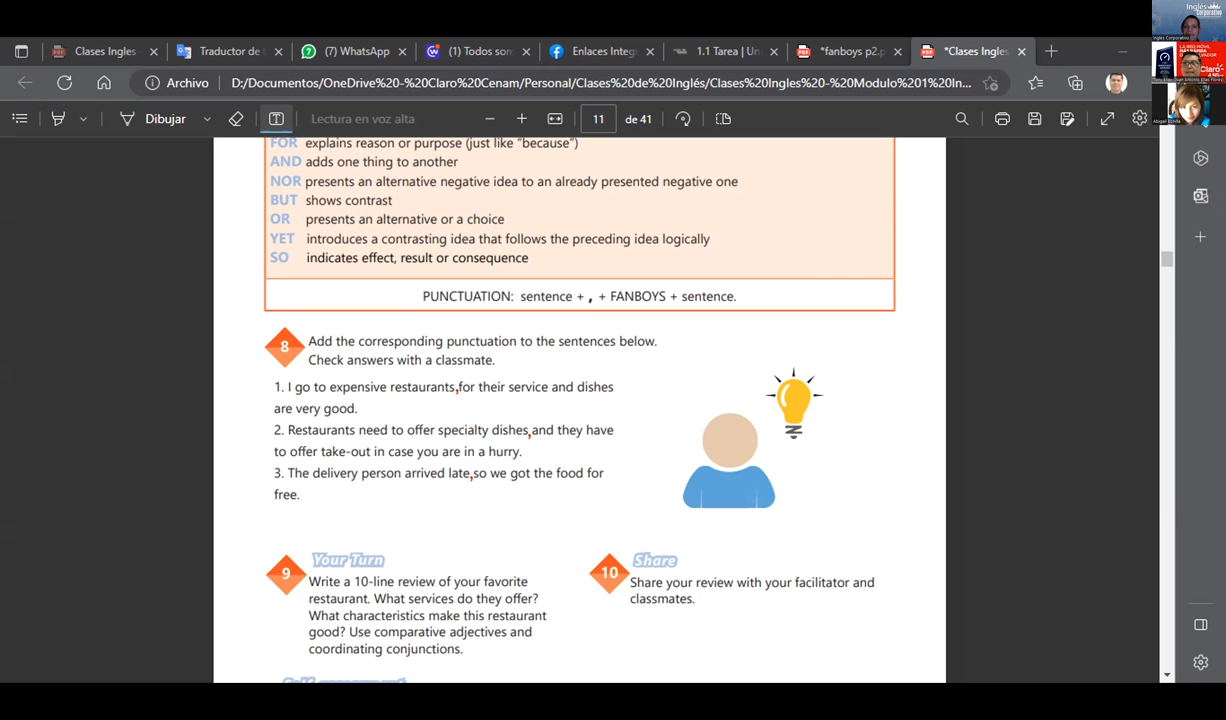 Clases Ingles
Traductor de
(7) WhatsApp
(1) Todos som
Enlaces Integ
1.1 Tarea | Un
*fanboys p2.p
*Clases Ingles
Archivo
D:/Documentos/OneDrive%20-%20Claro%20Cenam/Personal/Clases%20de%20Inglés/Clases%20Ingles%20-%20Modulo%201%20In...
Dibujar
Lectura en voz alta
11
de 41
FOR explains reason or purpose (just like “because”)
AND adds one thing to another
NOR presents an alternative negative idea to an already presented negative one
BUT shows contrast
OR presents an alternative or a choice
YET introduces a contrasting idea that follows the preceding idea logically
SO indicates effect, result or consequence
PUNCTUATION: sentence + , + FANBOYS + sentence.
8
Add the corresponding punctuation to the sentences below.
Check answers with a classmate.
1. I go to expensive restaurants,for their service and dishes
are very good.
2. Restaurants need to offer specialty dishes,and they have
to offer take-out in case you are in a hurry.
3. The delivery person arrived late,so we got the food for
free.
9
Your Turn
Write a 10-line review of your favorite
restaurant. What services do they offer?
What characteristics make this restaurant
good? Use comparative adjectives and
coordinating conjunctions.
10
Share
Share your review with your facilitator and
classmates.
Inglés
Corporativo
Inglés Corporativo
LA RED MÓVIL
Claro